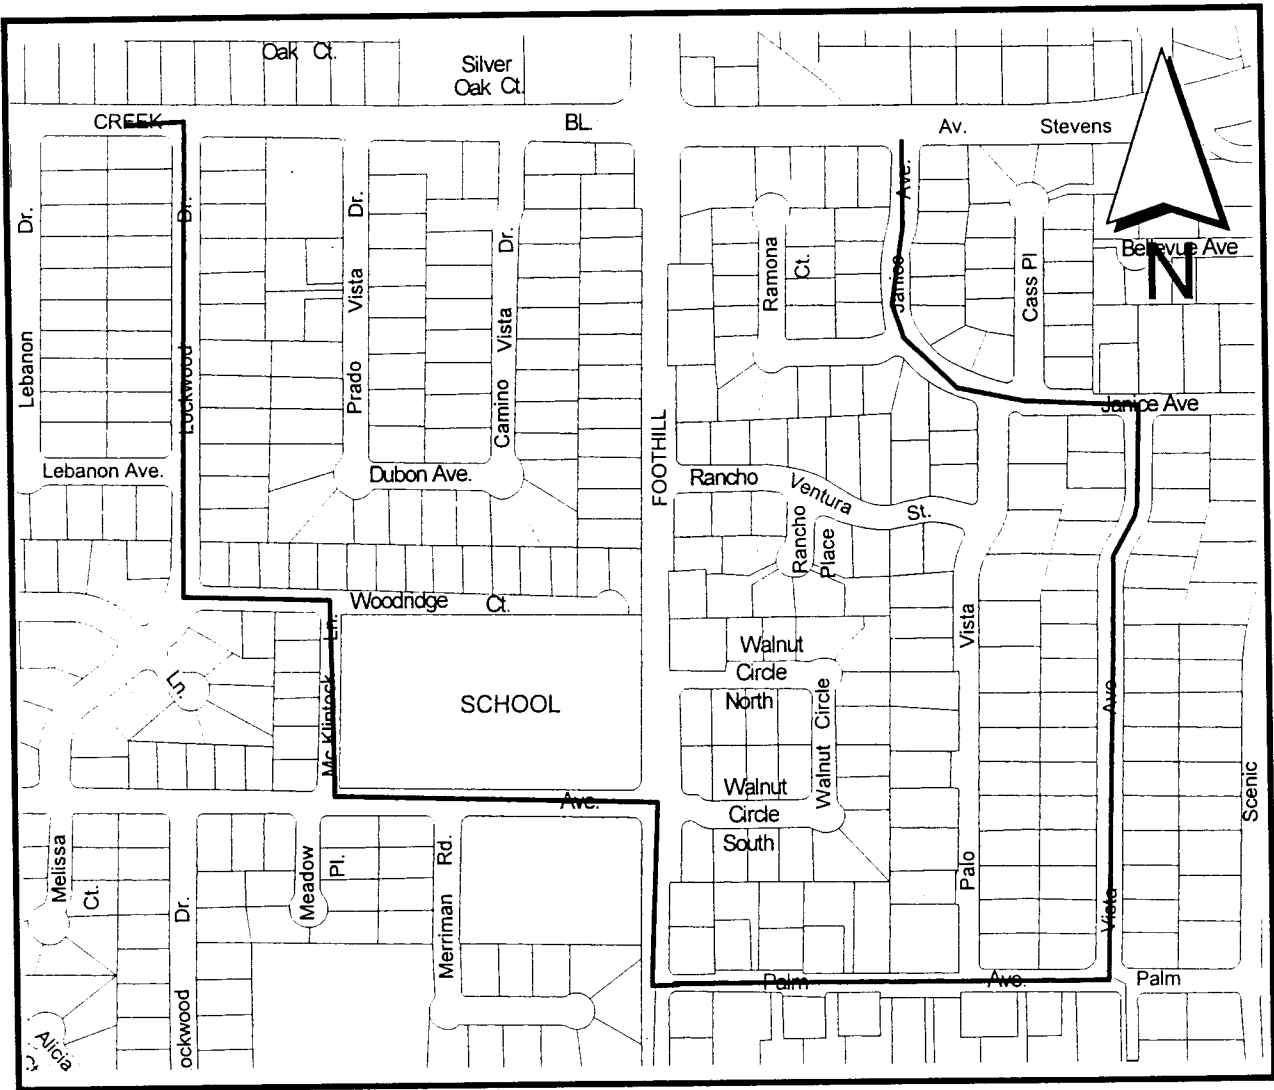 Oak Ct.
Silver
Oak Ct.
CREEK
BL.
Av.
Stevens
N
Lebanon Dr.
Lockwood Dr.
Prado Vista Dr.
Camino Vista Dr.
FOOTHILL
Ramona
Ct.
Janice Ave.
Cass Pl
Bellevue Ave
Janice Ave
Lebanon Ave.
Dubon Ave.
Rancho
Ventura
St.
Rancho
Place
Woodridge Ct.
Mc Klintock Ln.
Ln.
SCHOOL
Walnut
Circle
North
Walnut Circle
Walnut
Circle
South
Palo Vista
Vista Ave.
Scenic
Ave.
Melissa
Ct.
ockwood Dr.
Meadow
Pl.
Merriman Rd.
Palm Ave.
Palm
Alicia